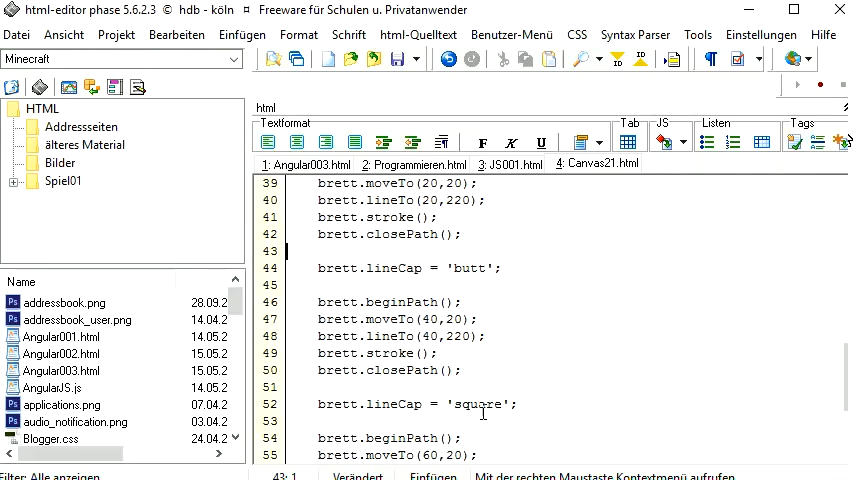 html-editor phase 5.6.2.3 © hdb - köln ¤ Freeware für Schulen u. Privatanwender
Datei Ansicht Projekt Bearbeiten Einfügen Format Schrift html-Quelltext Benutzer-Menü CSS Syntax Parser Tools Einstellungen Hilfe
Minecraft
HTML
Addressseiten
älteres Material
Bilder
Spiel01
html
Textformat Tab JS Listen Tags
F K U
1: Angular003.html 2: Programmieren.html 3: JS001.html 4: Canvas21.html
39 brett.moveTo(20,20);
40 brett.lineTo(20,220);
41 brett.stroke();
42 brett.closePath();
43
44 brett.lineCap = 'butt';
45
46 brett.beginPath();
47 brett.moveTo(40,20);
48 brett.lineTo(40,220);
49 brett.stroke();
50 brett.closePath();
51
52 brett.lineCap = 'square';
53
54 brett.beginPath();
55 brett.moveTo(60,20);
Name
Ps addressbook.png 28.09.2
Ps addressbook_user.png 14.04.2
Angular001.html 14.05.2
Angular002.html 15.05.2
Angular003.html 15.05.2
AngularJS.js 14.05.2
Ps applications.png 07.04.2
Ps audio_notification.png 03.04.2
Blogger.css 24.04.2
Filter: Alle anzeigen 43: 1 Verändert Einfügen Mit der rechten Maustaste Kontextmenü aufrufen